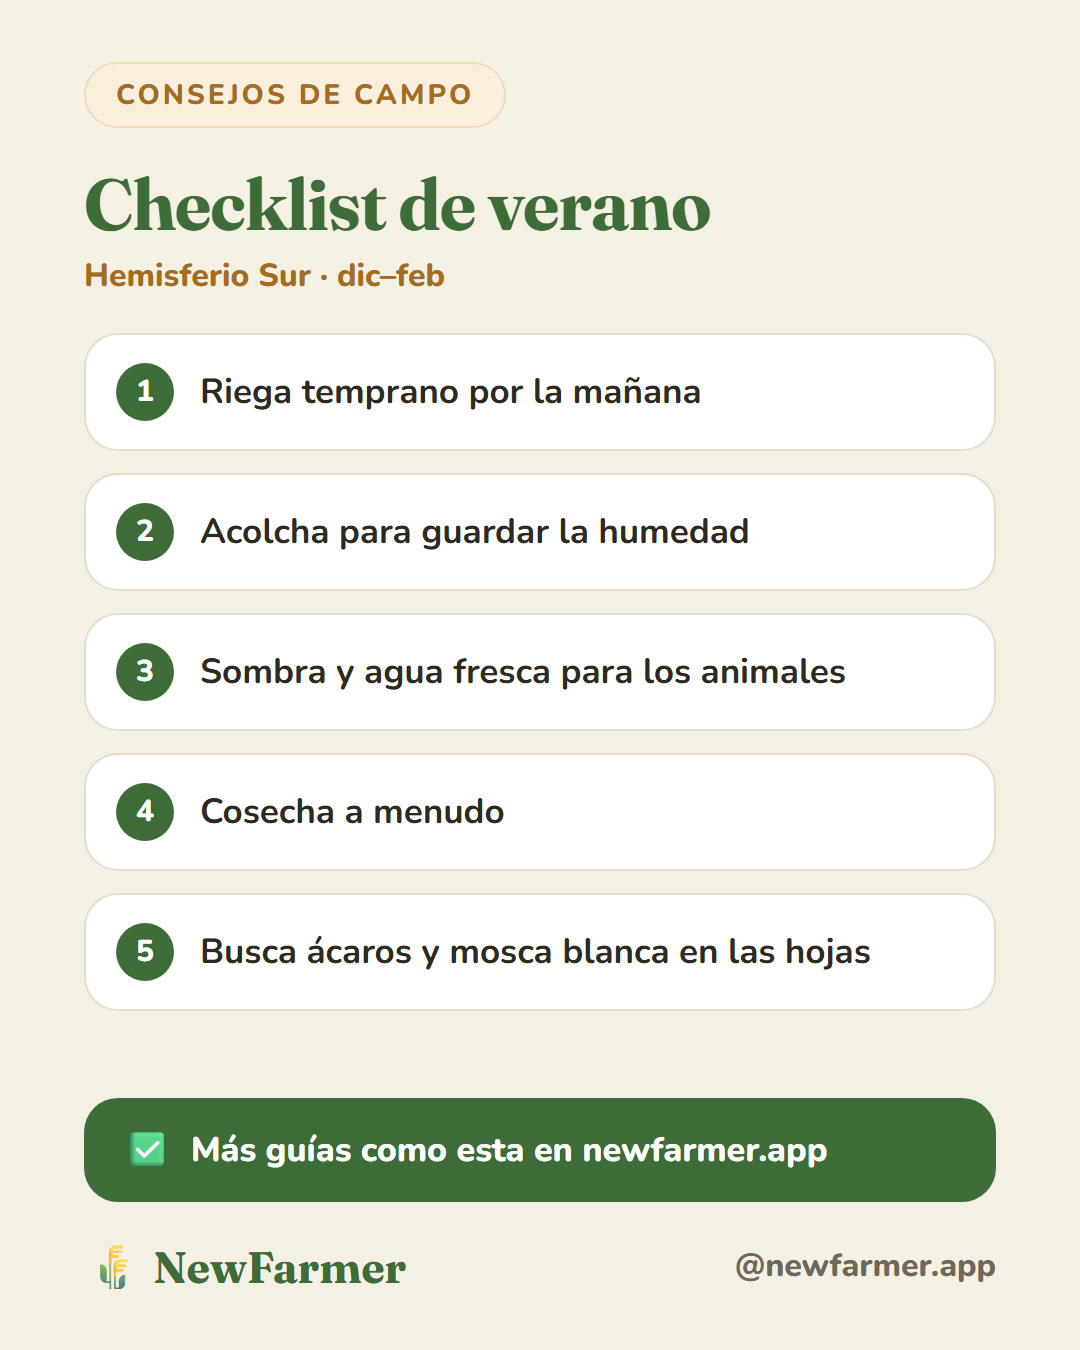 CONSEJOS DE CAMPO
Checklist de verano
Hemisferio Sur · dic–feb
1 Riega temprano por la mañana
2 Acolcha para guardar la humedad
3 Sombra y agua fresca para los animales
4 Cosecha a menudo
5 Busca ácaros y mosca blanca en las hojas
✅ Más guías como esta en newfarmer.app
NewFarmer
@newfarmer.app